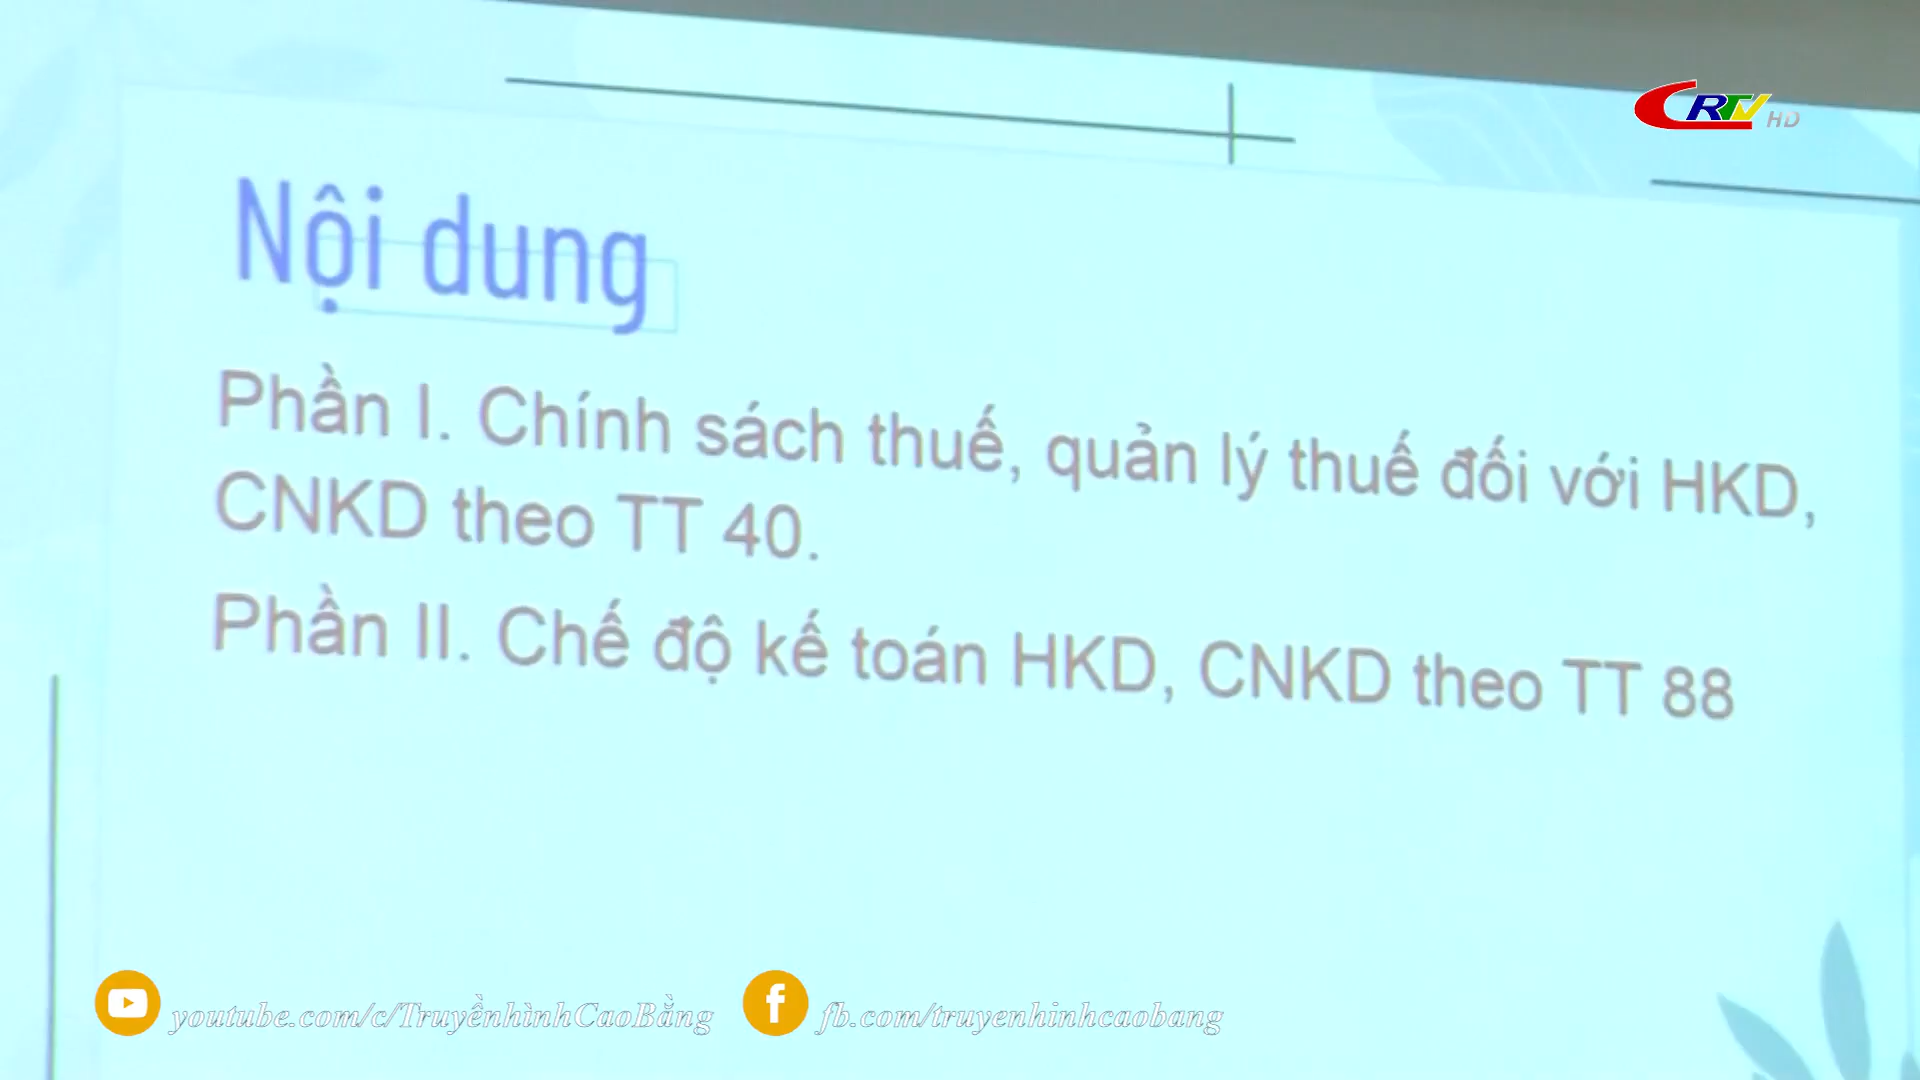 CRTV HD
Nội dung
Phần I. Chính sách thuế, quản lý thuế đối với HKD,
CNKD theo TT 40.
Phần II. Chế độ kế toán HKD, CNKD theo TT 88
youtube.com/c/TruyềnhìnhCaoBằng
fb.com/truyenhinhcaobang